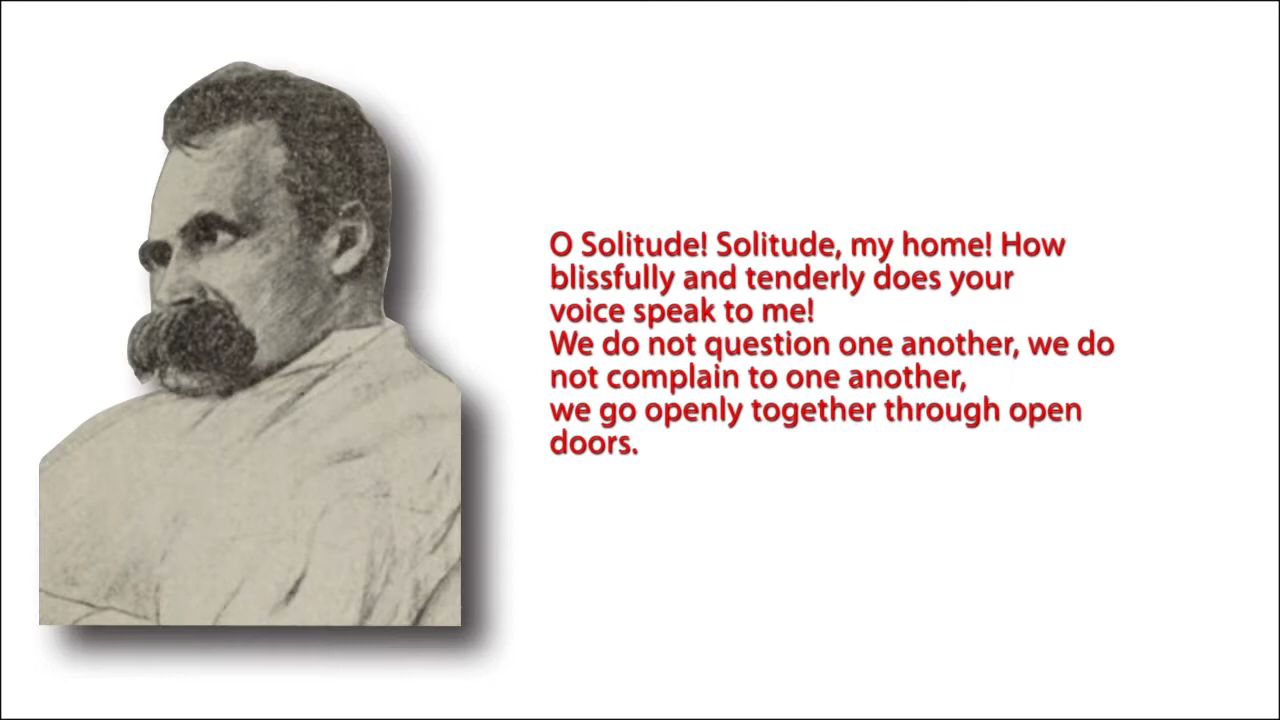 O Solitude! Solitude, my home! How
blissfully and tenderly does your
voice speak to me!
We do not question one another, we do
not complain to one another,
we go openly together through open
doors.